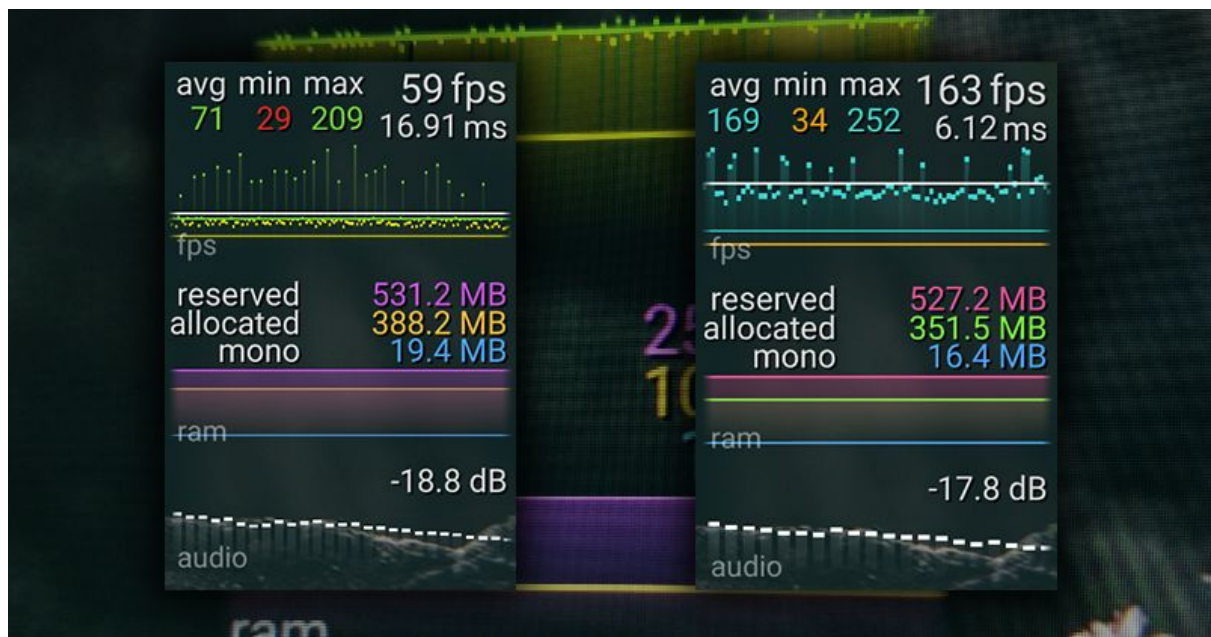 avg min max 59 fps
71 29 209 16.91 ms
fps
reserved 531.2 MB
allocated 388.2 MB
mono 19.4 MB
ram
-18.8 dB
audio
avg min max 163 fps
169 34 252 6.12 ms
fps
reserved 527.2 MB
allocated 351.5 MB
mono 16.4 MB
ram
-17.8 dB
audio
ram